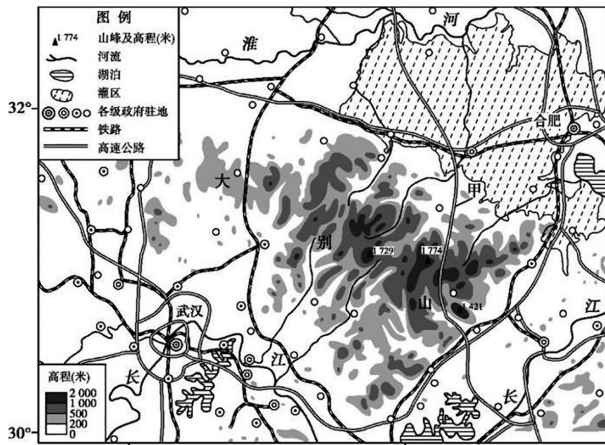 图 例
1 774 山峰及高程(米)
河流
湖泊
灌区
各级政府驻地
铁路
高速公路
淮
河
32°
合肥
大
甲
别
1 729
1 774
山
1 421
武汉
江
江
长
长
高程(米)
2 000
1 000
500
200
0
30°